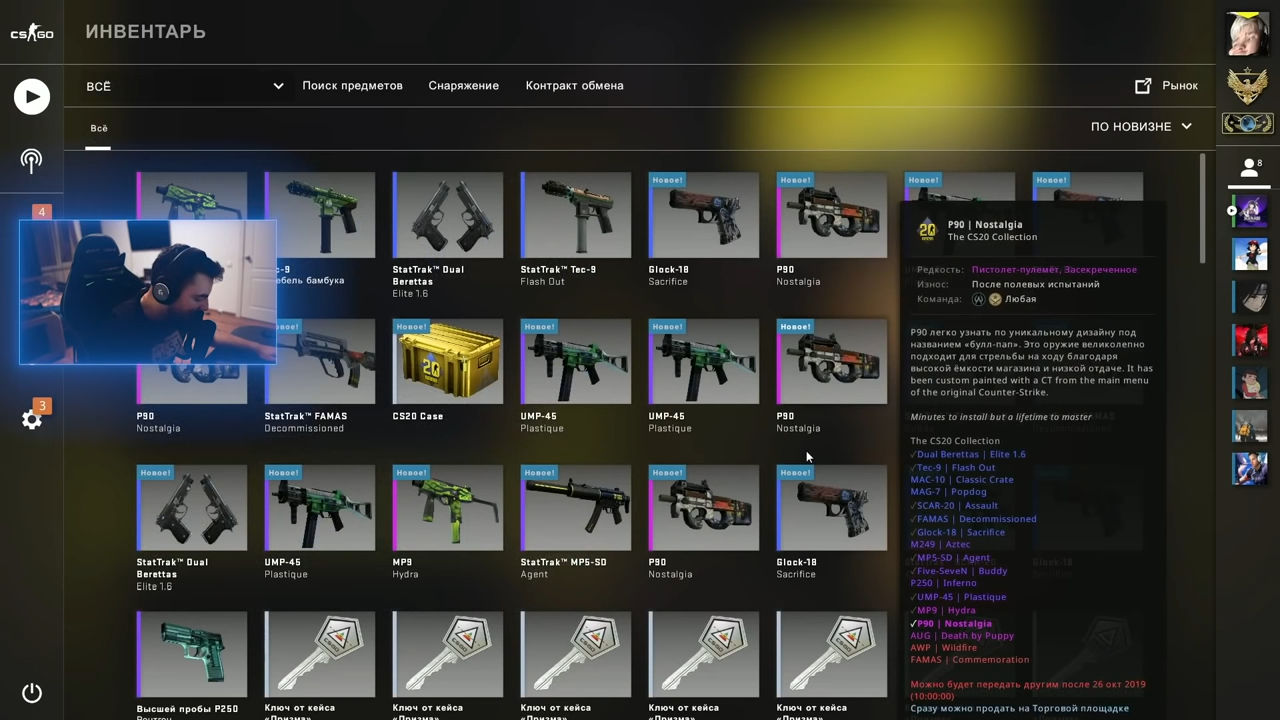 CS GO
ИНВЕНТАРЬ
ВСЁ
Поиск предметов
Снаряжение
Контракт обмена
Рынок
Всё
ПО НОВИЗНЕ
8
4
3
Новое!
Новое!
Новое!
Новое!
c-9
ебель бамбука
StatTrak™ Dual
Berettas
Elite 1.6
StatTrak™ Tec-9
Flash Out
Glock-18
Sacrifice
P90
Nostalgia
Новое!
Новое!
Новое!
Новое!
Новое!
P90
Nostalgia
StatTrak™ FAMAS
Decommissioned
CS20 Case
UMP-45
Plastique
UMP-45
Plastique
P90
Nostalgia
Новое!
Новое!
Новое!
Новое!
Новое!
Новое!
StatTrak™ Dual
Berettas
Elite 1.6
UMP-45
Plastique
MP9
Hydra
StatTrak™ MP5-SD
Agent
P90
Nostalgia
Glock-18
Sacrifice
Высшей пробы P250
Ключ от кейса
«Призма»
Ключ от кейса
«Призма»
Ключ от кейса
«Призма»
Ключ от кейса
«Призма»
Ключ от кейса
«Призма»
P90 | Nostalgia
The CS20 Collection
Редкость: Пистолет-пулемёт, Засекреченное
Износ: После полевых испытаний
Команда: Любая
P90 легко узнать по уникальному дизайну под
названием «булл-пап». Это оружие великолепно
подходит для стрельбы на ходу благодаря
высокой ёмкости магазина и низкой отдаче. It has
been custom painted with a CT from the main menu
of the original Counter-Strike.
Minutes to install but a lifetime to master
The CS20 Collection
✓Dual Berettas | Elite 1.6
✓Tec-9 | Flash Out
MAC-10 | Classic Crate
MAG-7 | Popdog
✓SCAR-20 | Assault
✓FAMAS | Decommissioned
✓Glock-18 | Sacrifice
M249 | Aztec
✓MP5-SD | Agent
✓Five-SeveN | Buddy
P250 | Inferno
✓UMP-45 | Plastique
✓MP9 | Hydra
✓P90 | Nostalgia
AUG | Death by Puppy
AWP | Wildfire
FAMAS | Commemoration
Можно будет передать другим после 26 окт 2019
(10:00:00)
Сразу можно продать на Торговой площадке